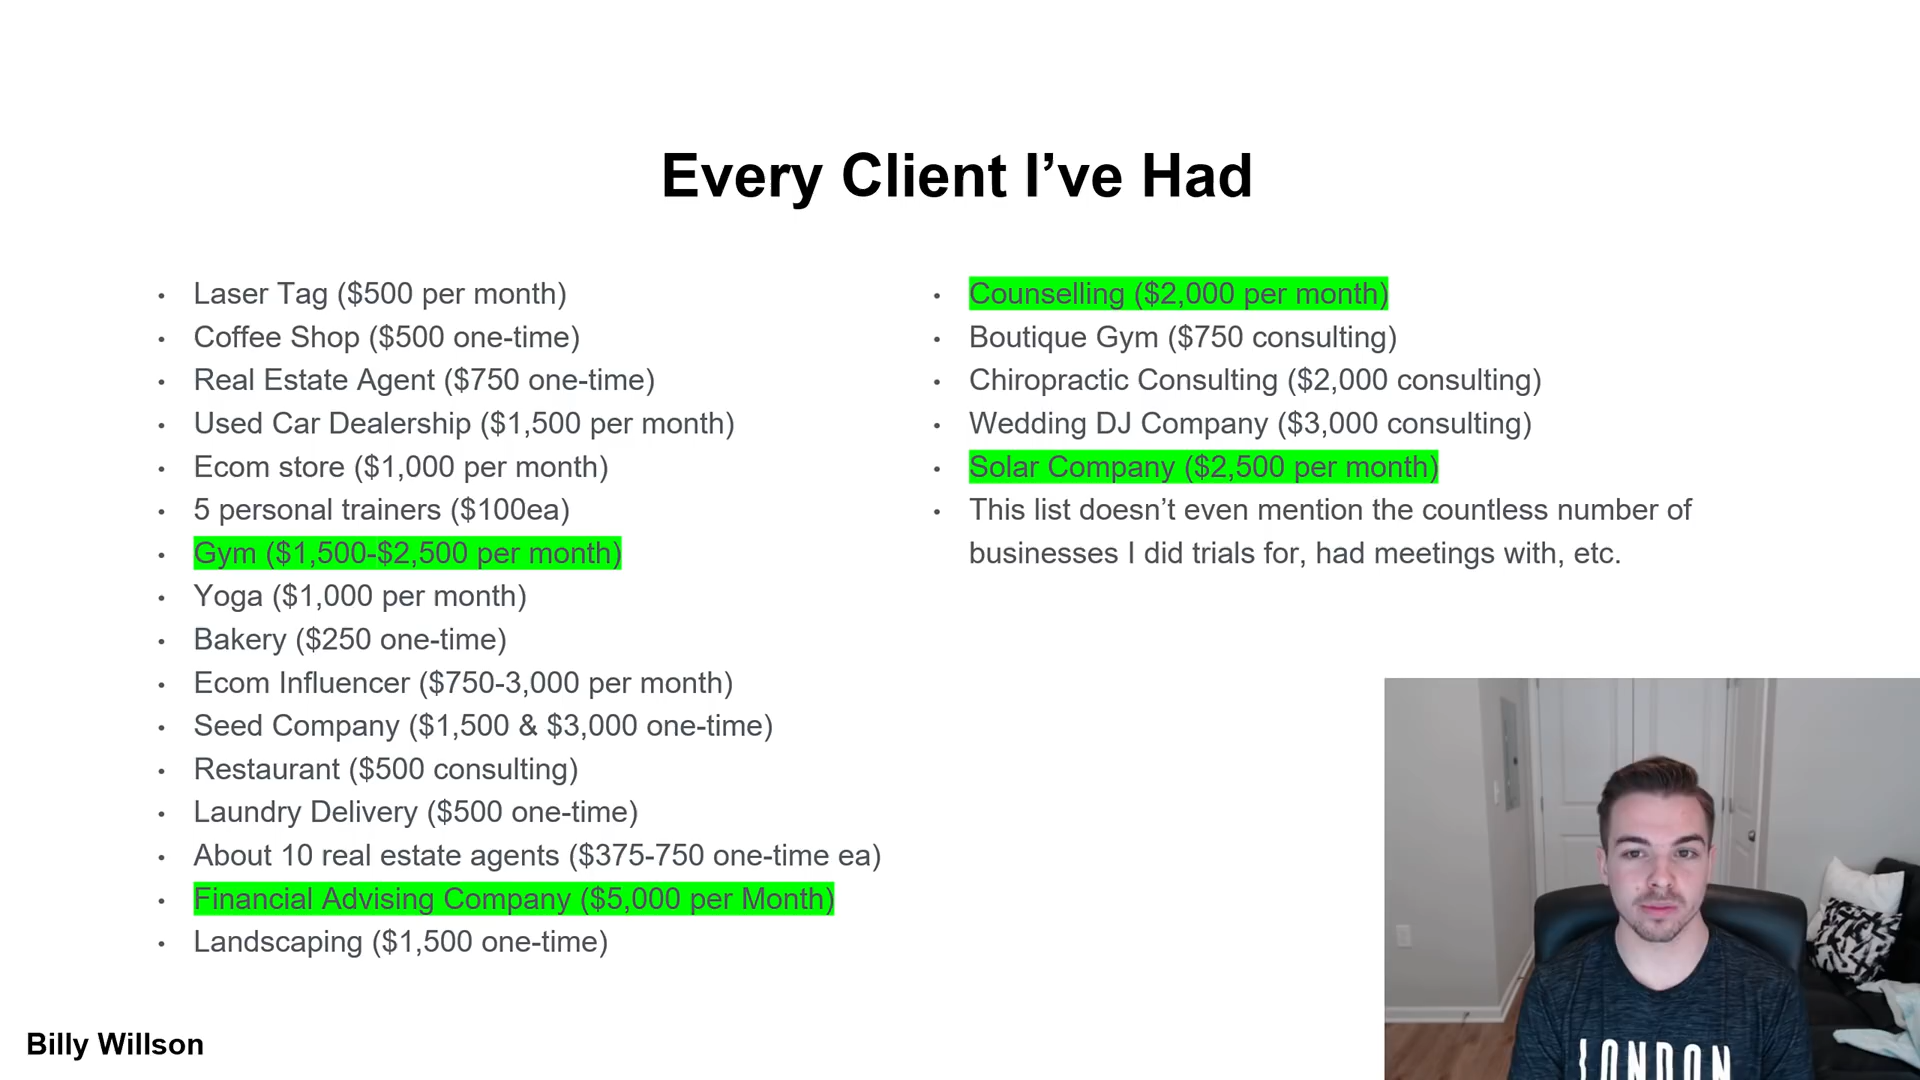 Every Client I’ve Had
Laser Tag ($500 per month)
Coffee Shop ($500 one-time)
Real Estate Agent ($750 one-time)
Used Car Dealership ($1,500 per month)
Ecom store ($1,000 per month)
5 personal trainers ($100ea)
Gym ($1,500-$2,500 per month)
Yoga ($1,000 per month)
Bakery ($250 one-time)
Ecom Influencer ($750-3,000 per month)
Seed Company ($1,500 & $3,000 one-time)
Restaurant ($500 consulting)
Laundry Delivery ($500 one-time)
About 10 real estate agents ($375-750 one-time ea)
Financial Advising Company ($5,000 per Month)
Landscaping ($1,500 one-time)
Counselling ($2,000 per month)
Boutique Gym ($750 consulting)
Chiropractic Consulting ($2,000 consulting)
Wedding DJ Company ($3,000 consulting)
Solar Company ($2,500 per month)
This list doesn’t even mention the countless number of
businesses I did trials for, had meetings with, etc.
LONDON
Billy Willson